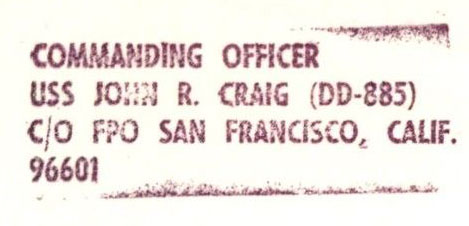 COMMANDING OFFICER
USS JOHN R. CRAIG (DD-885)
C/O FPO SAN FRANCISCO, CALIF.
96601